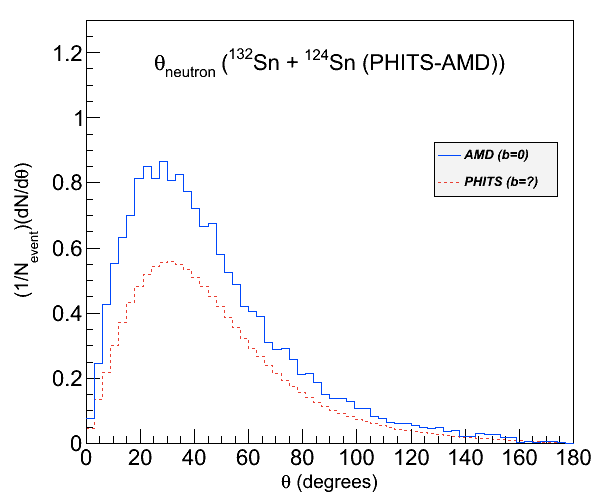 θneutron (132Sn + 124Sn (PHITS-AMD))
AMD (b=0)
PHITS (b=?)
(1/Nevent)(dN/dθ)
1.2
1
0.8
0.6
0.4
0.2
0
0 20 40 60 80 100 120 140 160 180
θ (degrees)